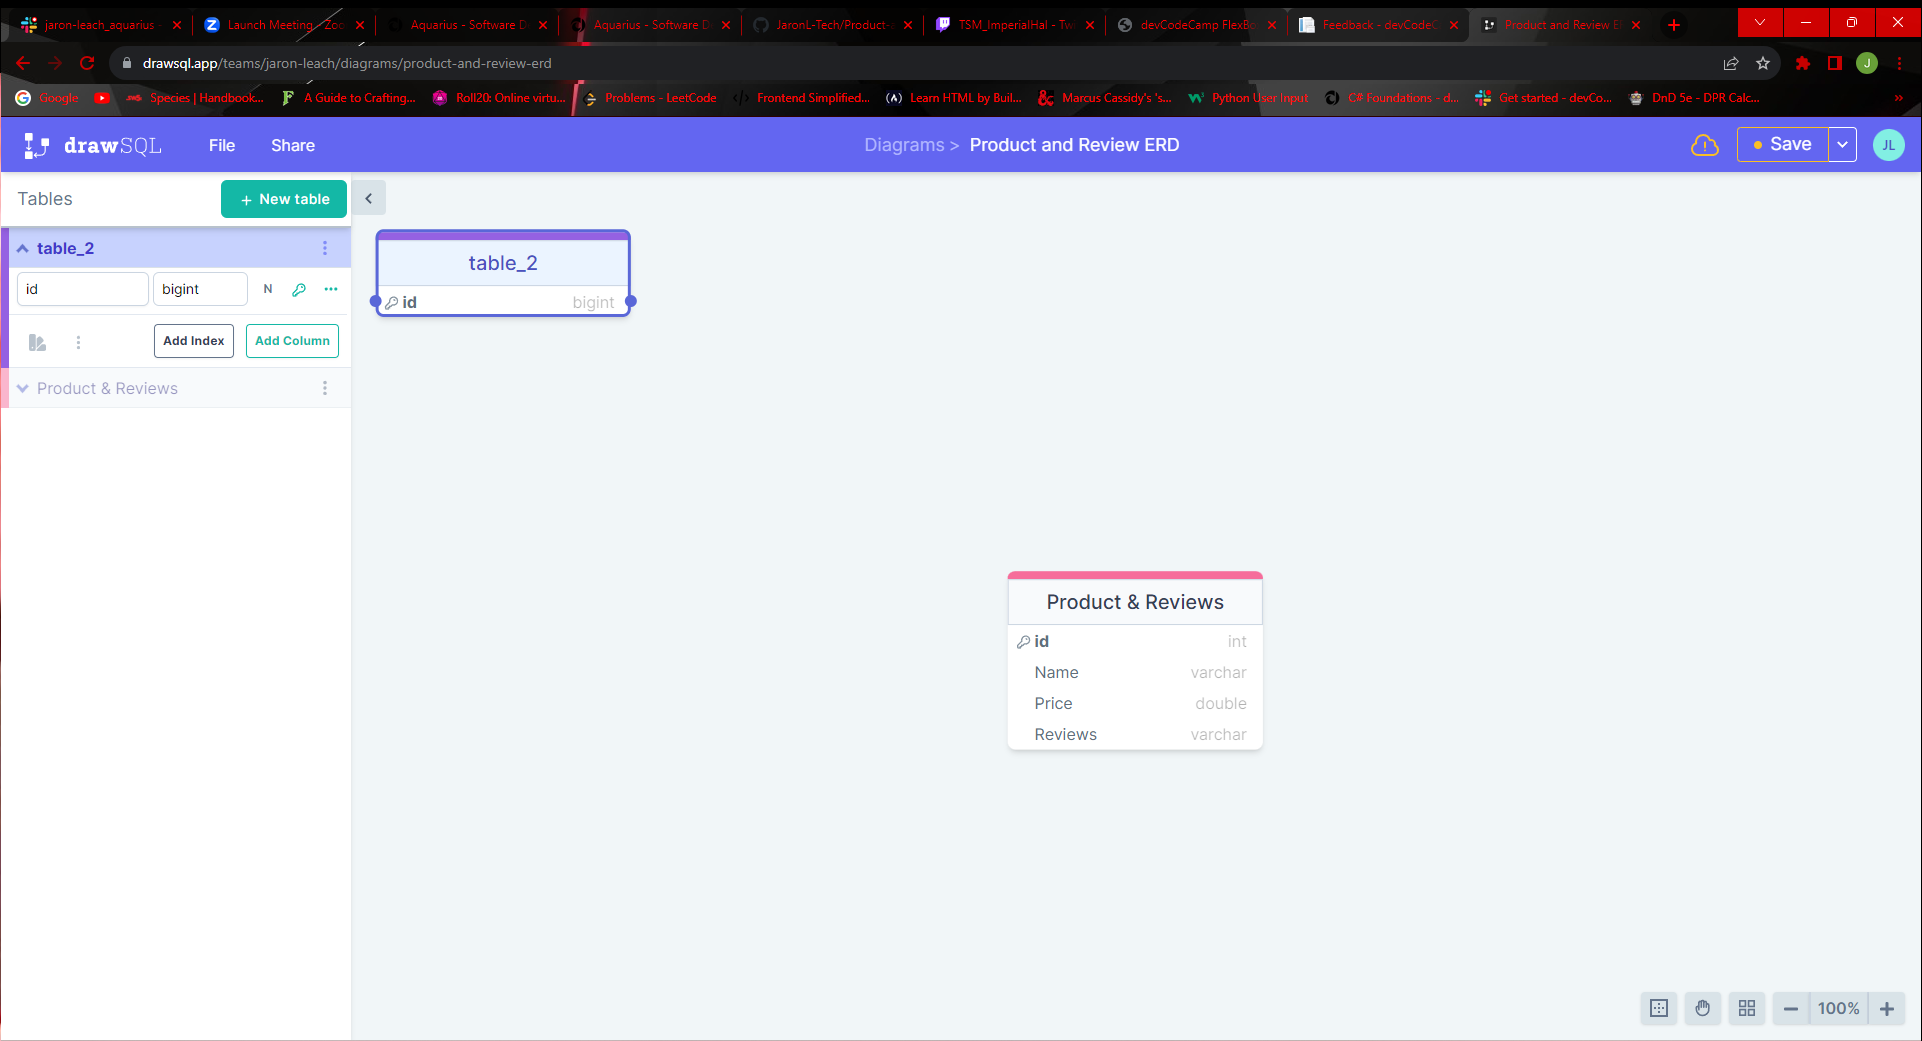 jaron-leach_aquarius - Launch Meeting - Zoo Aquarius - Software D Aquarius - Software D JaronL-Tech/Product- TSM_ImperialHal - Tw devCodeCamp FlexBo Feedback - devCodeC Product and Review E
drawsql.app/teams/jaron-leach/diagrams/product-and-review-erd J
Google Species | Handbook... A Guide to Crafting... Roll20: Online virtu... Problems - LeetCode Frontend Simplified... Learn HTML by Buil... Marcus Cassidy's 's... Python User Input C# Foundations - d... Get started - devCo... DnD 5e - DPR Calc...
drawSQL File Share Diagrams > Product and Review ERD Save JL
Tables + New table
table_2
id bigint N
Add Index Add Column
Product & Reviews
table_2
id bigint
Product & Reviews
id int
Name varchar
Price double
Reviews varchar
100%